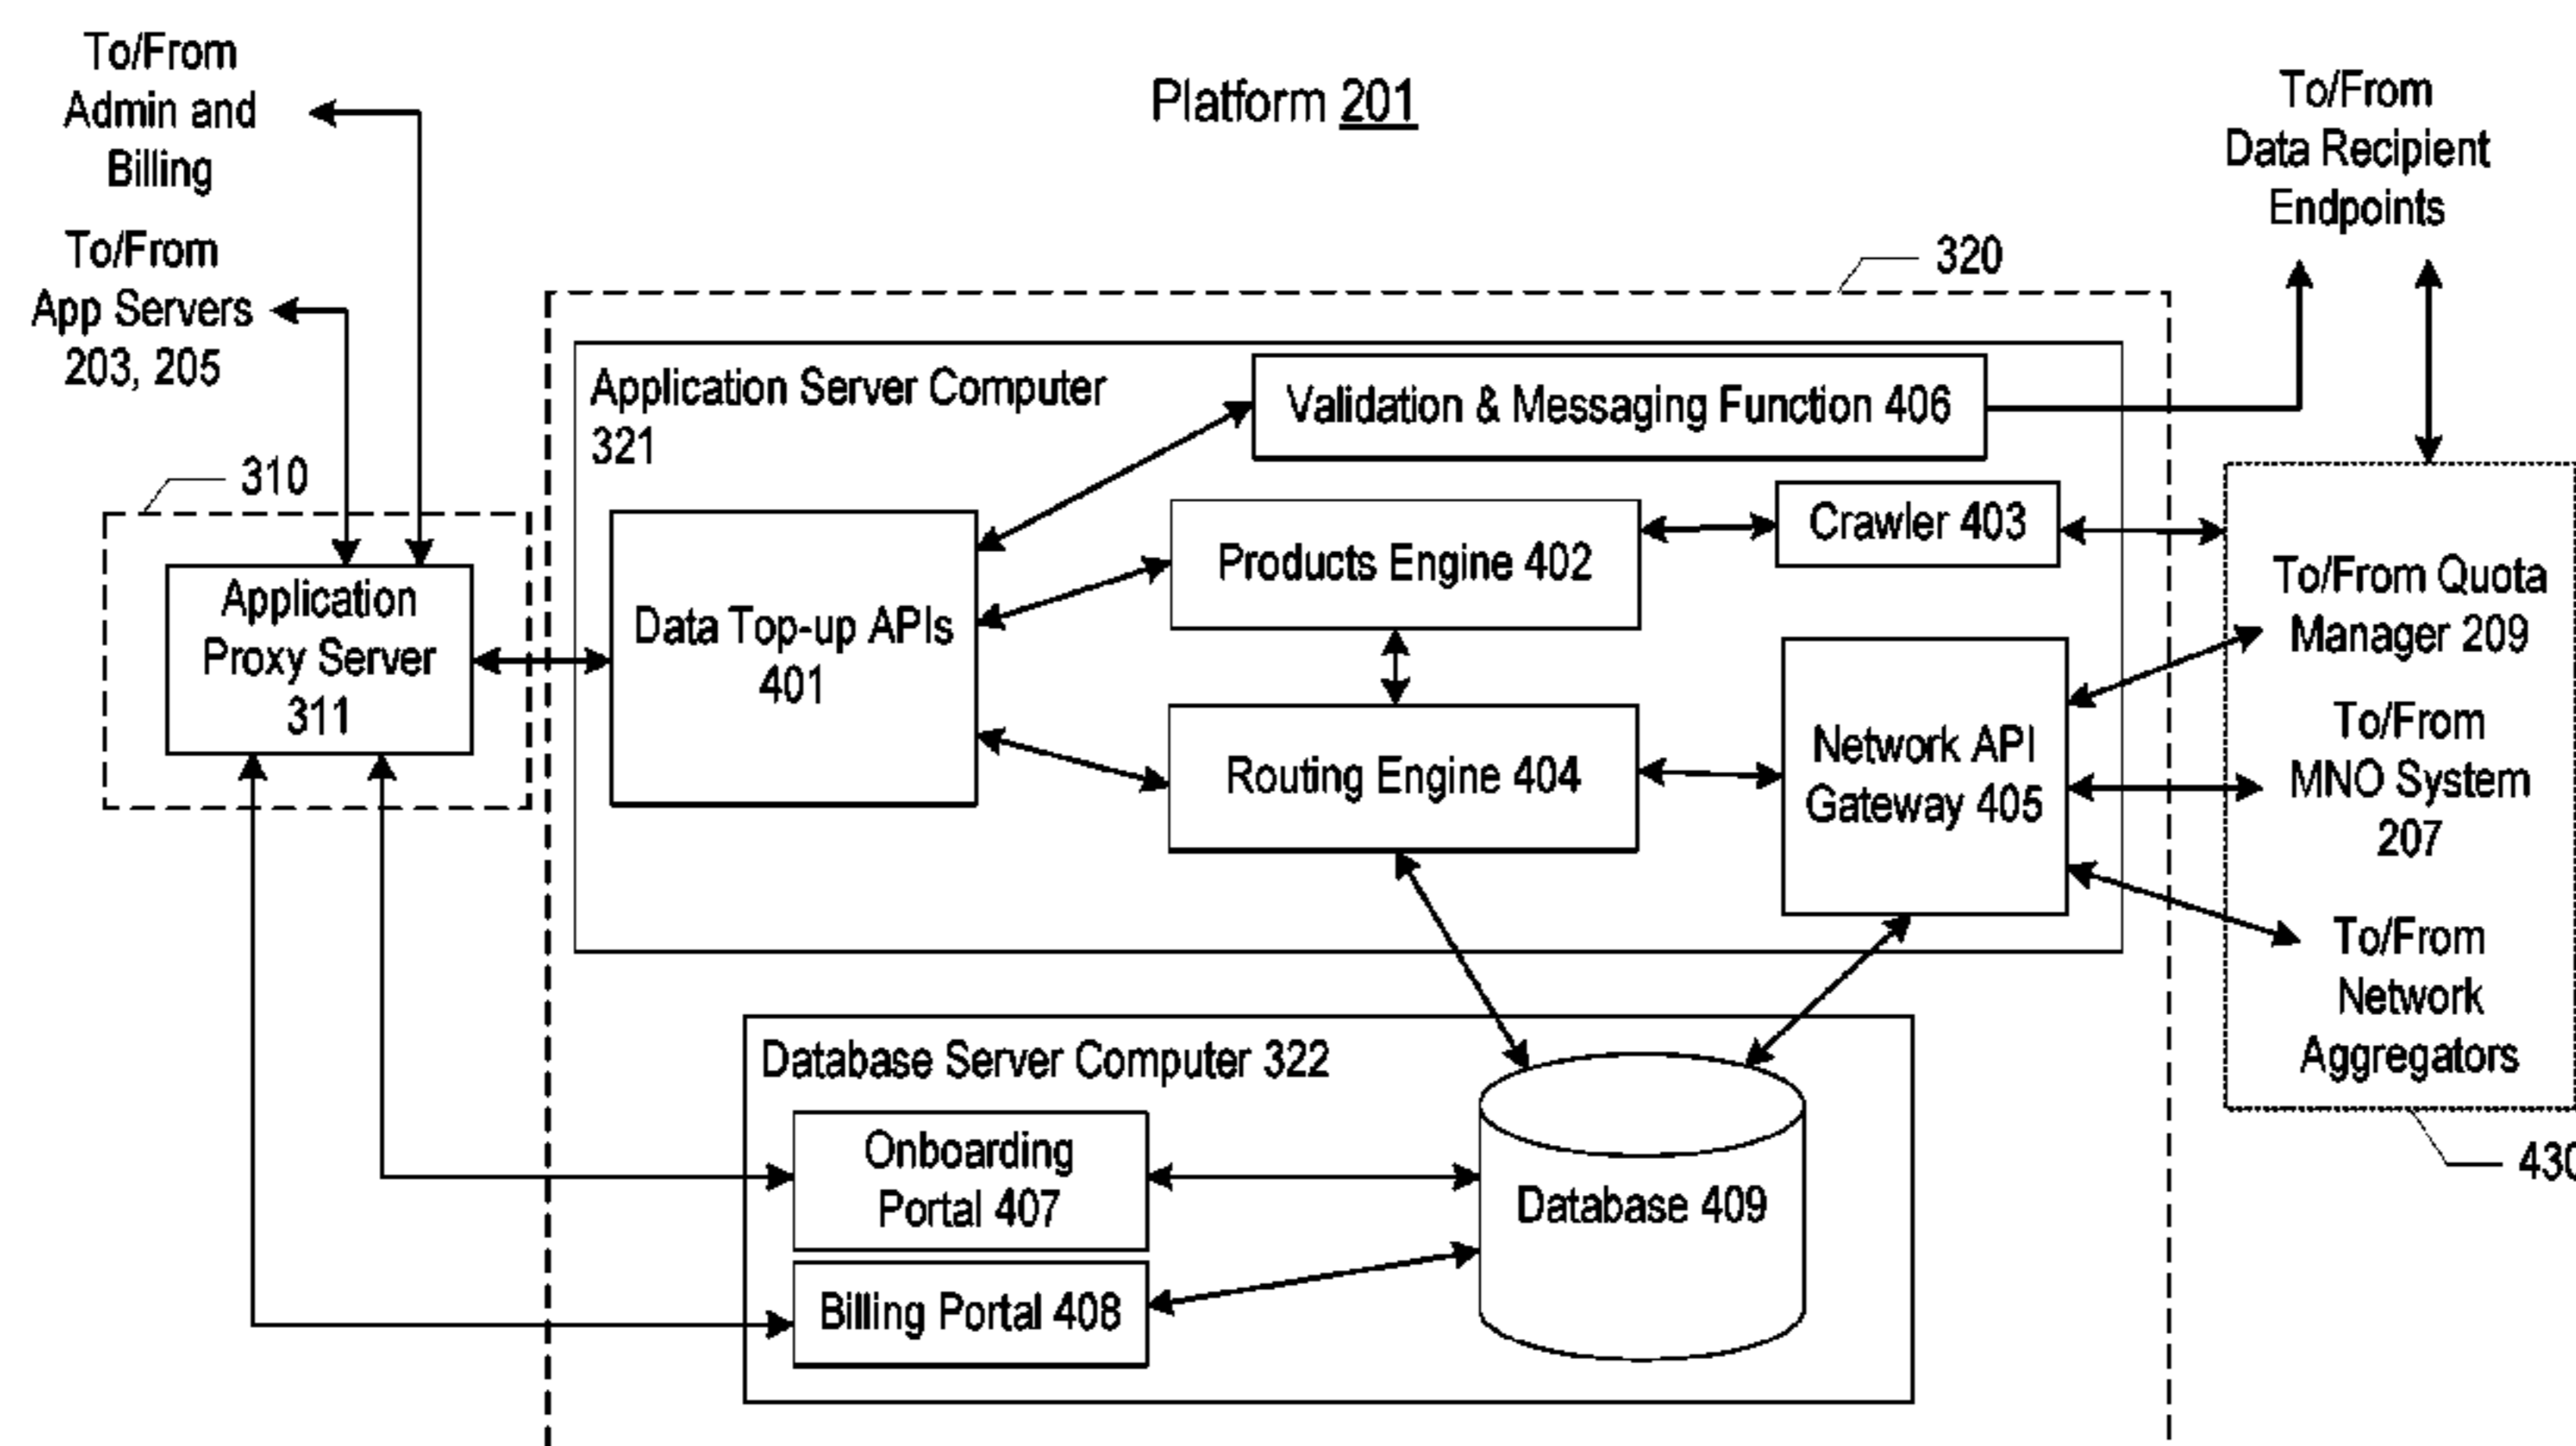 To/From
Admin and
Billing
Platform 201
To/From
Data Recipient
Endpoints
To/From
App Servers
203, 205
320
310
Application Server Computer
321
Validation & Messaging Function 406
Crawler 403
Products Engine 402
Application
Proxy Server
311
Data Top-up APIs
401
To/From Quota
Manager 209
Routing Engine 404
Network API
Gateway 405
To/From
MNO System
207
To/From
Network
Aggregators
Database Server Computer 322
Onboarding
Portal 407
Database 409
Billing Portal 408
430